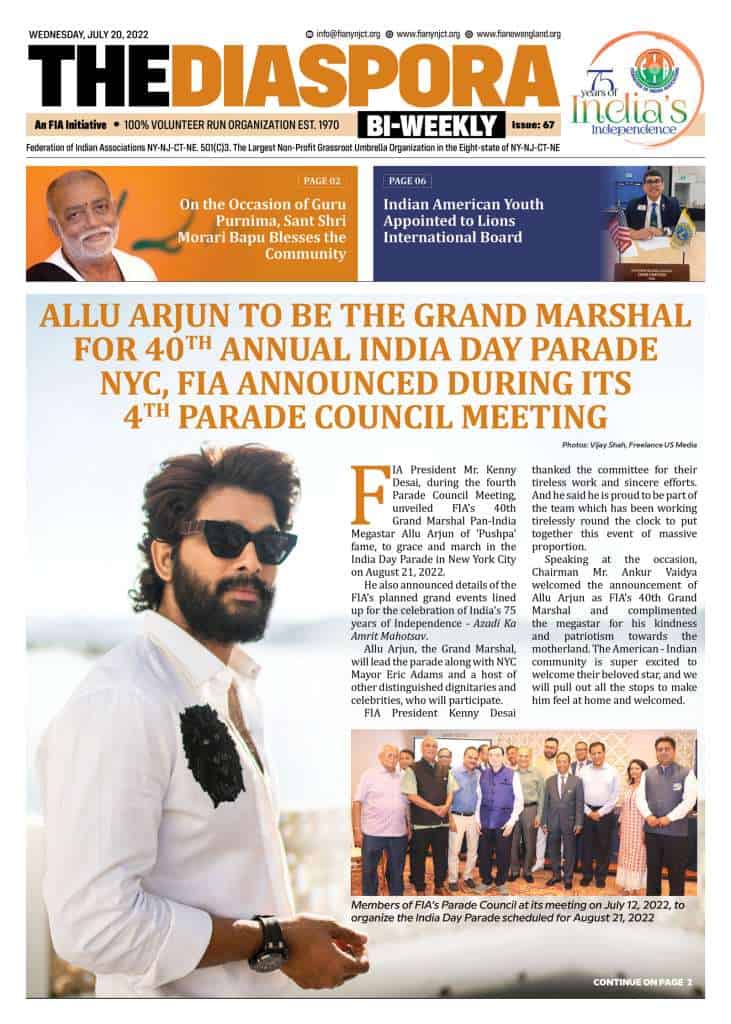 WEDNESDAY, JULY 20, 2022
info@fianynjct.org www.fianynjct.org www.fianewengland.org
THEDIASPORA
An FIA Initiative • 100% VOLUNTEER RUN ORGANIZATION EST. 1970
BI-WEEKLY
Issue: 67
75
years of
India's
Independence
Federation of Indian Associations NY-NJ-CT-NE. 501(C)3. The Largest Non-Profit Grassroot Umbrella Organization in the Eight-state of NY-NJ-CT-NE
PAGE 02
On the Occasion of Guru
Purnima, Sant Shri
Morari Bapu Blesses the
Community
PAGE 06
Indian American Youth
Appointed to Lions
International Board
ALLU ARJUN TO BE THE GRAND MARSHAL
FOR 40TH ANNUAL INDIA DAY PARADE
NYC, FIA ANNOUNCED DURING ITS
4TH PARADE COUNCIL MEETING
Photos: Vijay Shah, Freelance US Media
FIA President Mr. Kenny
Desai, during the fourth
Parade Council Meeting,
unveiled FIA's 40th
Grand Marshal Pan-India
Megastar Allu Arjun of 'Pushpa'
fame, to grace and march in the
India Day Parade in New York City
on August 21, 2022.
He also announced details of the
FIA's planned grand events lined
up for the celebration of India's 75
years of Independence - Azadi Ka
Amrit Mahotsav.
Allu Arjun, the Grand Marshal,
will lead the parade along with NYC
Mayor Eric Adams and a host of
other distinguished dignitaries and
celebrities, who will participate.
FIA President Kenny Desai
thanked the committee for their
tireless work and sincere efforts.
And he said he is proud to be part of
the team which has been working
tirelessly round the clock to put
together this event of massive
proportion.
Speaking at the occasion,
Chairman Mr. Ankur Vaidya
welcomed the announcement of
Allu Arjun as FIA's 40th Grand
Marshal and complimented
the megastar for his kindness
and patriotism towards the
motherland. The American - Indian
community is super excited to
welcome their beloved star, and we
will pull out all the stops to make
him feel at home and welcomed.
Members of FIA's Parade Council at its meeting on July 12, 2022, to
organize the India Day Parade scheduled for August 21, 2022
CONTINUE ON PAGE 2